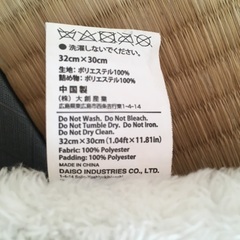 ●洗濯しないでください。
32cm×30cm
生地:ポリエステル100%
詰め物:ポリエステル100%
中国製
(株)大創産業
広島県東広島市西条吉行東1-4-14
Do Not Wash. Do Not Bleach.
Do Not Tumble Dry. Do Not Iron.
Do Not Dry Clean.
32cm×30cm (1.04ft×11.81in)
Fabric: 100% Polyester
Padding: 100% Polyester
MADE IN CHINA
DAISO INDUSTRIES CO., LTD.